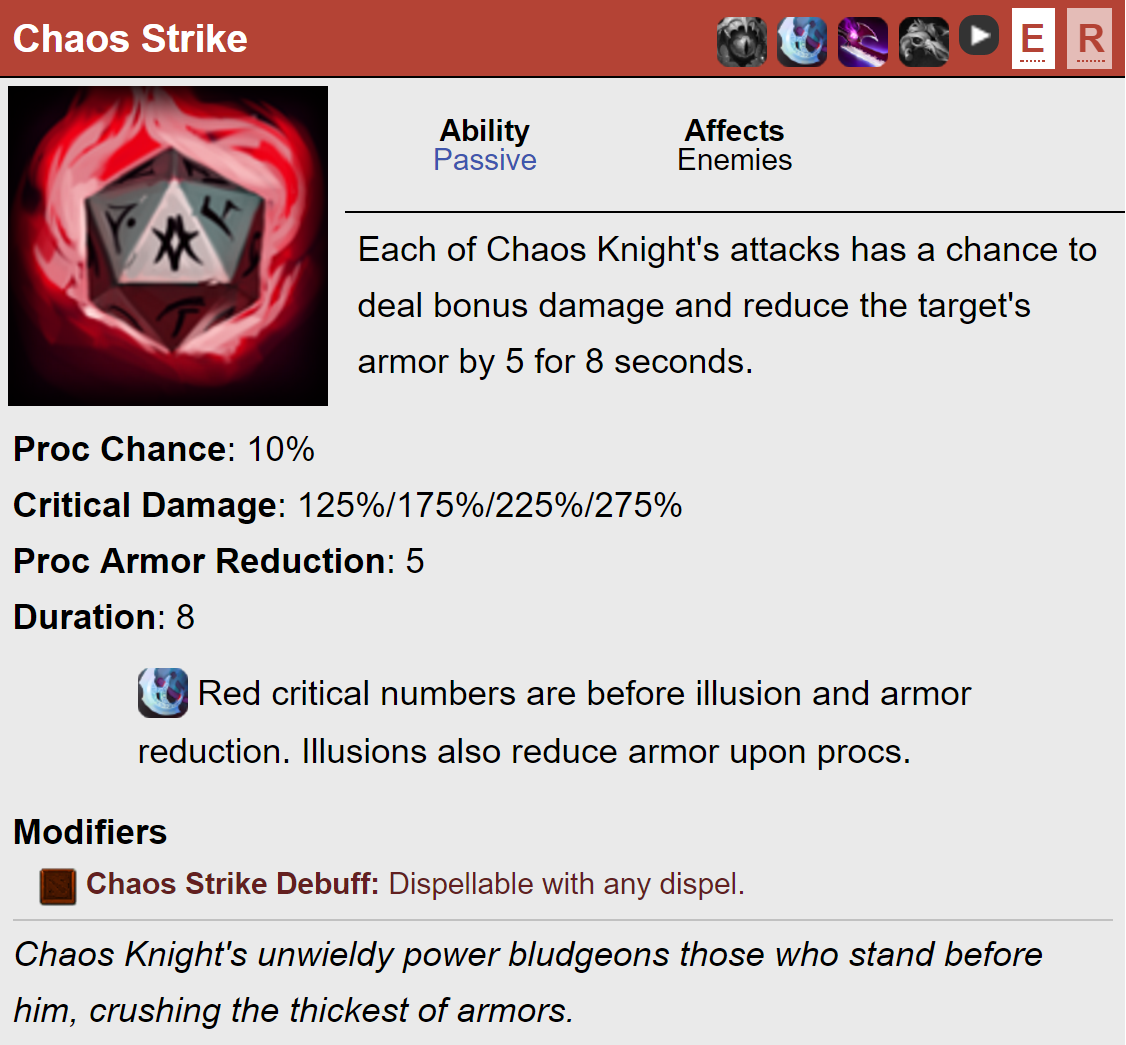 Chaos Strike
E R
Ability Affects
Passive Enemies
Each of Chaos Knight's attacks has a chance to
deal bonus damage and reduce the target's
armor by 5 for 8 seconds.
Proc Chance: 10%
Critical Damage: 125%/175%/225%/275%
Proc Armor Reduction: 5
Duration: 8
Red critical numbers are before illusion and armor
reduction. Illusions also reduce armor upon procs.
Modifiers
Chaos Strike Debuff: Dispellable with any dispel.
Chaos Knight's unwieldy power bludgeons those who stand before
him, crushing the thickest of armors.